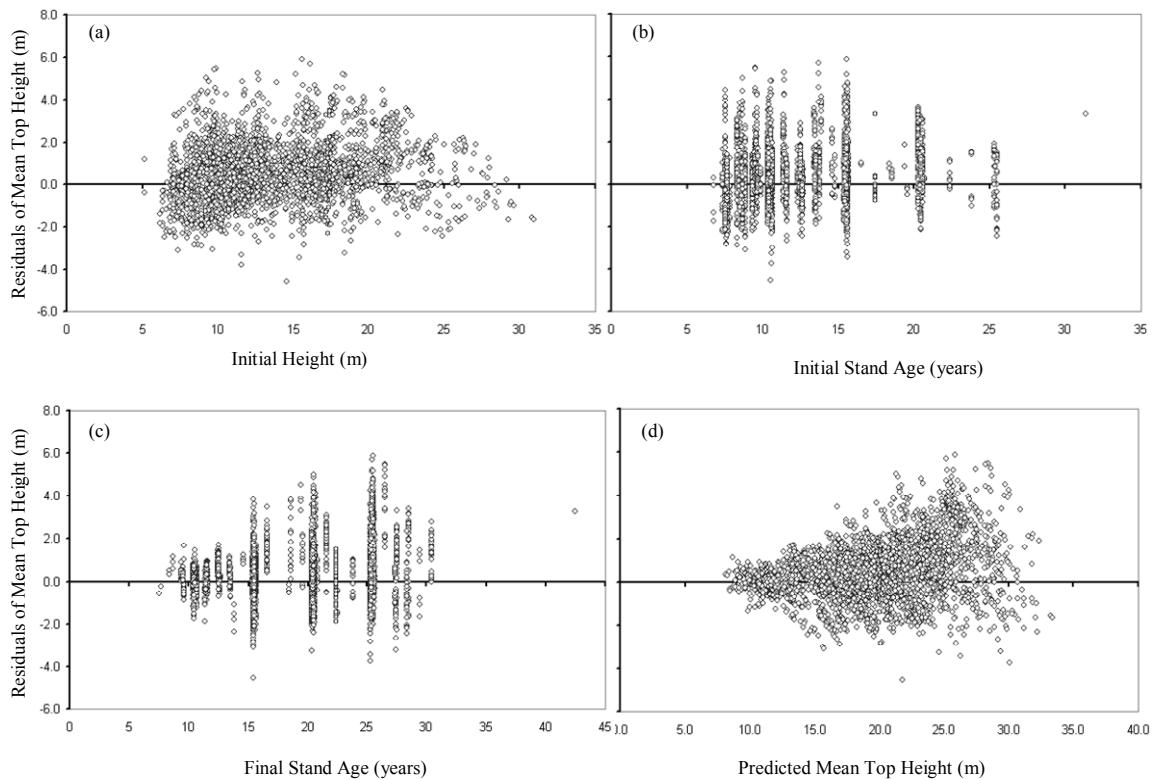 (a)
Residuals of Mean Top Height (m)
8.0
6.0
4.0
2.0
0.0
-2.0
-4.0
-6.0
0 5 10 15 20 25 30 35
Initial Height (m)
(b)
0 5 10 15 20 25 30 35
Initial Stand Age (years)
(c)
Residuals of Mean Top Height (m)
8.0
6.0
4.0
2.0
0.0
-2.0
-4.0
-6.0
0 5 10 15 20 25 30 35 40 45
Final Stand Age (years)
(d)
0.0 5.0 10.0 15.0 20.0 25.0 30.0 35.0 40.0
Predicted Mean Top Height (m)